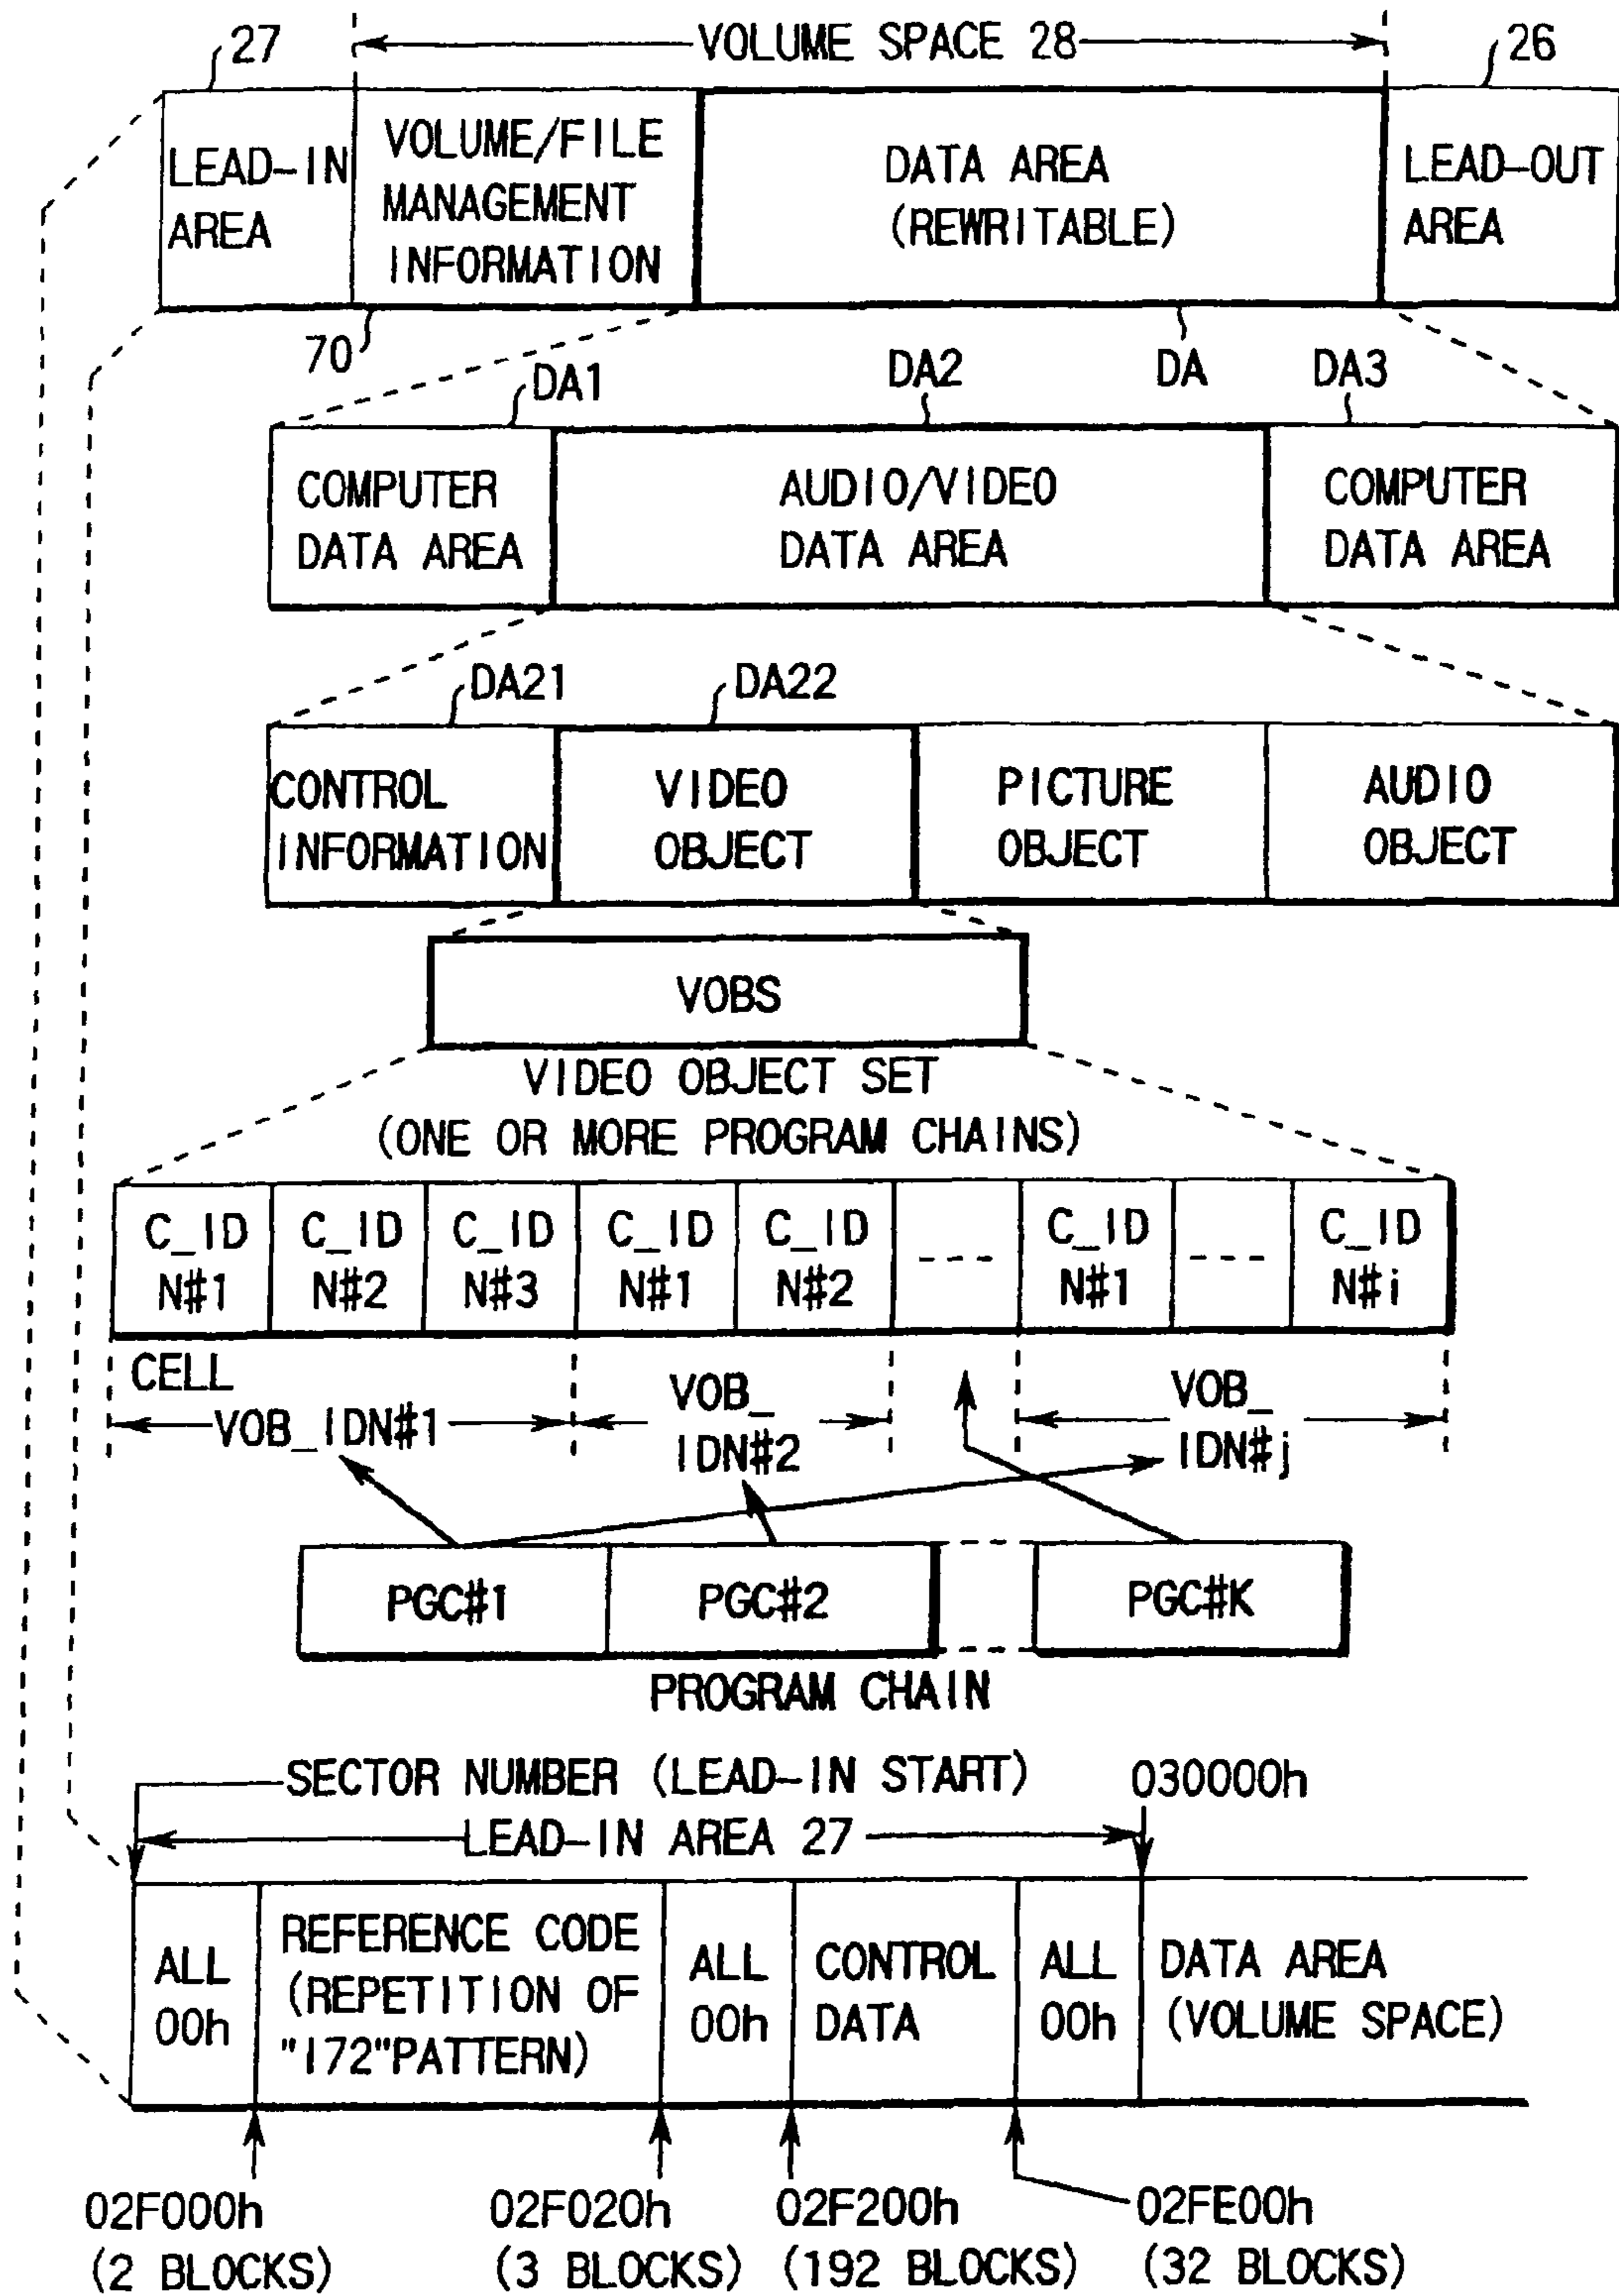 27
VOLUME SPACE 28
26
LEAD-IN
AREA
VOLUME/FILE
MANAGEMENT
INFORMATION
DATA AREA
(REWRITABLE)
LEAD-OUT
AREA
70
DA1
DA2
DA
DA3
COMPUTER
DATA AREA
AUDIO/VIDEO
DATA AREA
COMPUTER
DATA AREA
DA21
DA22
CONTROL
INFORMATION
VIDEO
OBJECT
PICTURE
OBJECT
AUDIO
OBJECT
VOBS
VIDEO OBJECT SET
(ONE OR MORE PROGRAM CHAINS)
C_ID
N#1
C_ID
N#2
C_ID
N#3
C_ID
N#1
C_ID
N#2
----
C_ID
N#1
----
C_ID
N#i
CELL
VOB_IDN#1
VOB_
IDN#2
VOB_
IDN#j
PGC#1
PGC#2
PGC#K
PROGRAM CHAIN
SECTOR NUMBER (LEAD-IN START)
030000h
LEAD-IN AREA 27
ALL
00h
REFERENCE CODE
(REPETITION OF
"172"PATTERN)
ALL
00h
CONTROL
DATA
ALL
00h
DATA AREA
(VOLUME SPACE)
02F000h
(2 BLOCKS)
02F020h
(3 BLOCKS)
02F200h
(192 BLOCKS)
02FE00h
(32 BLOCKS)